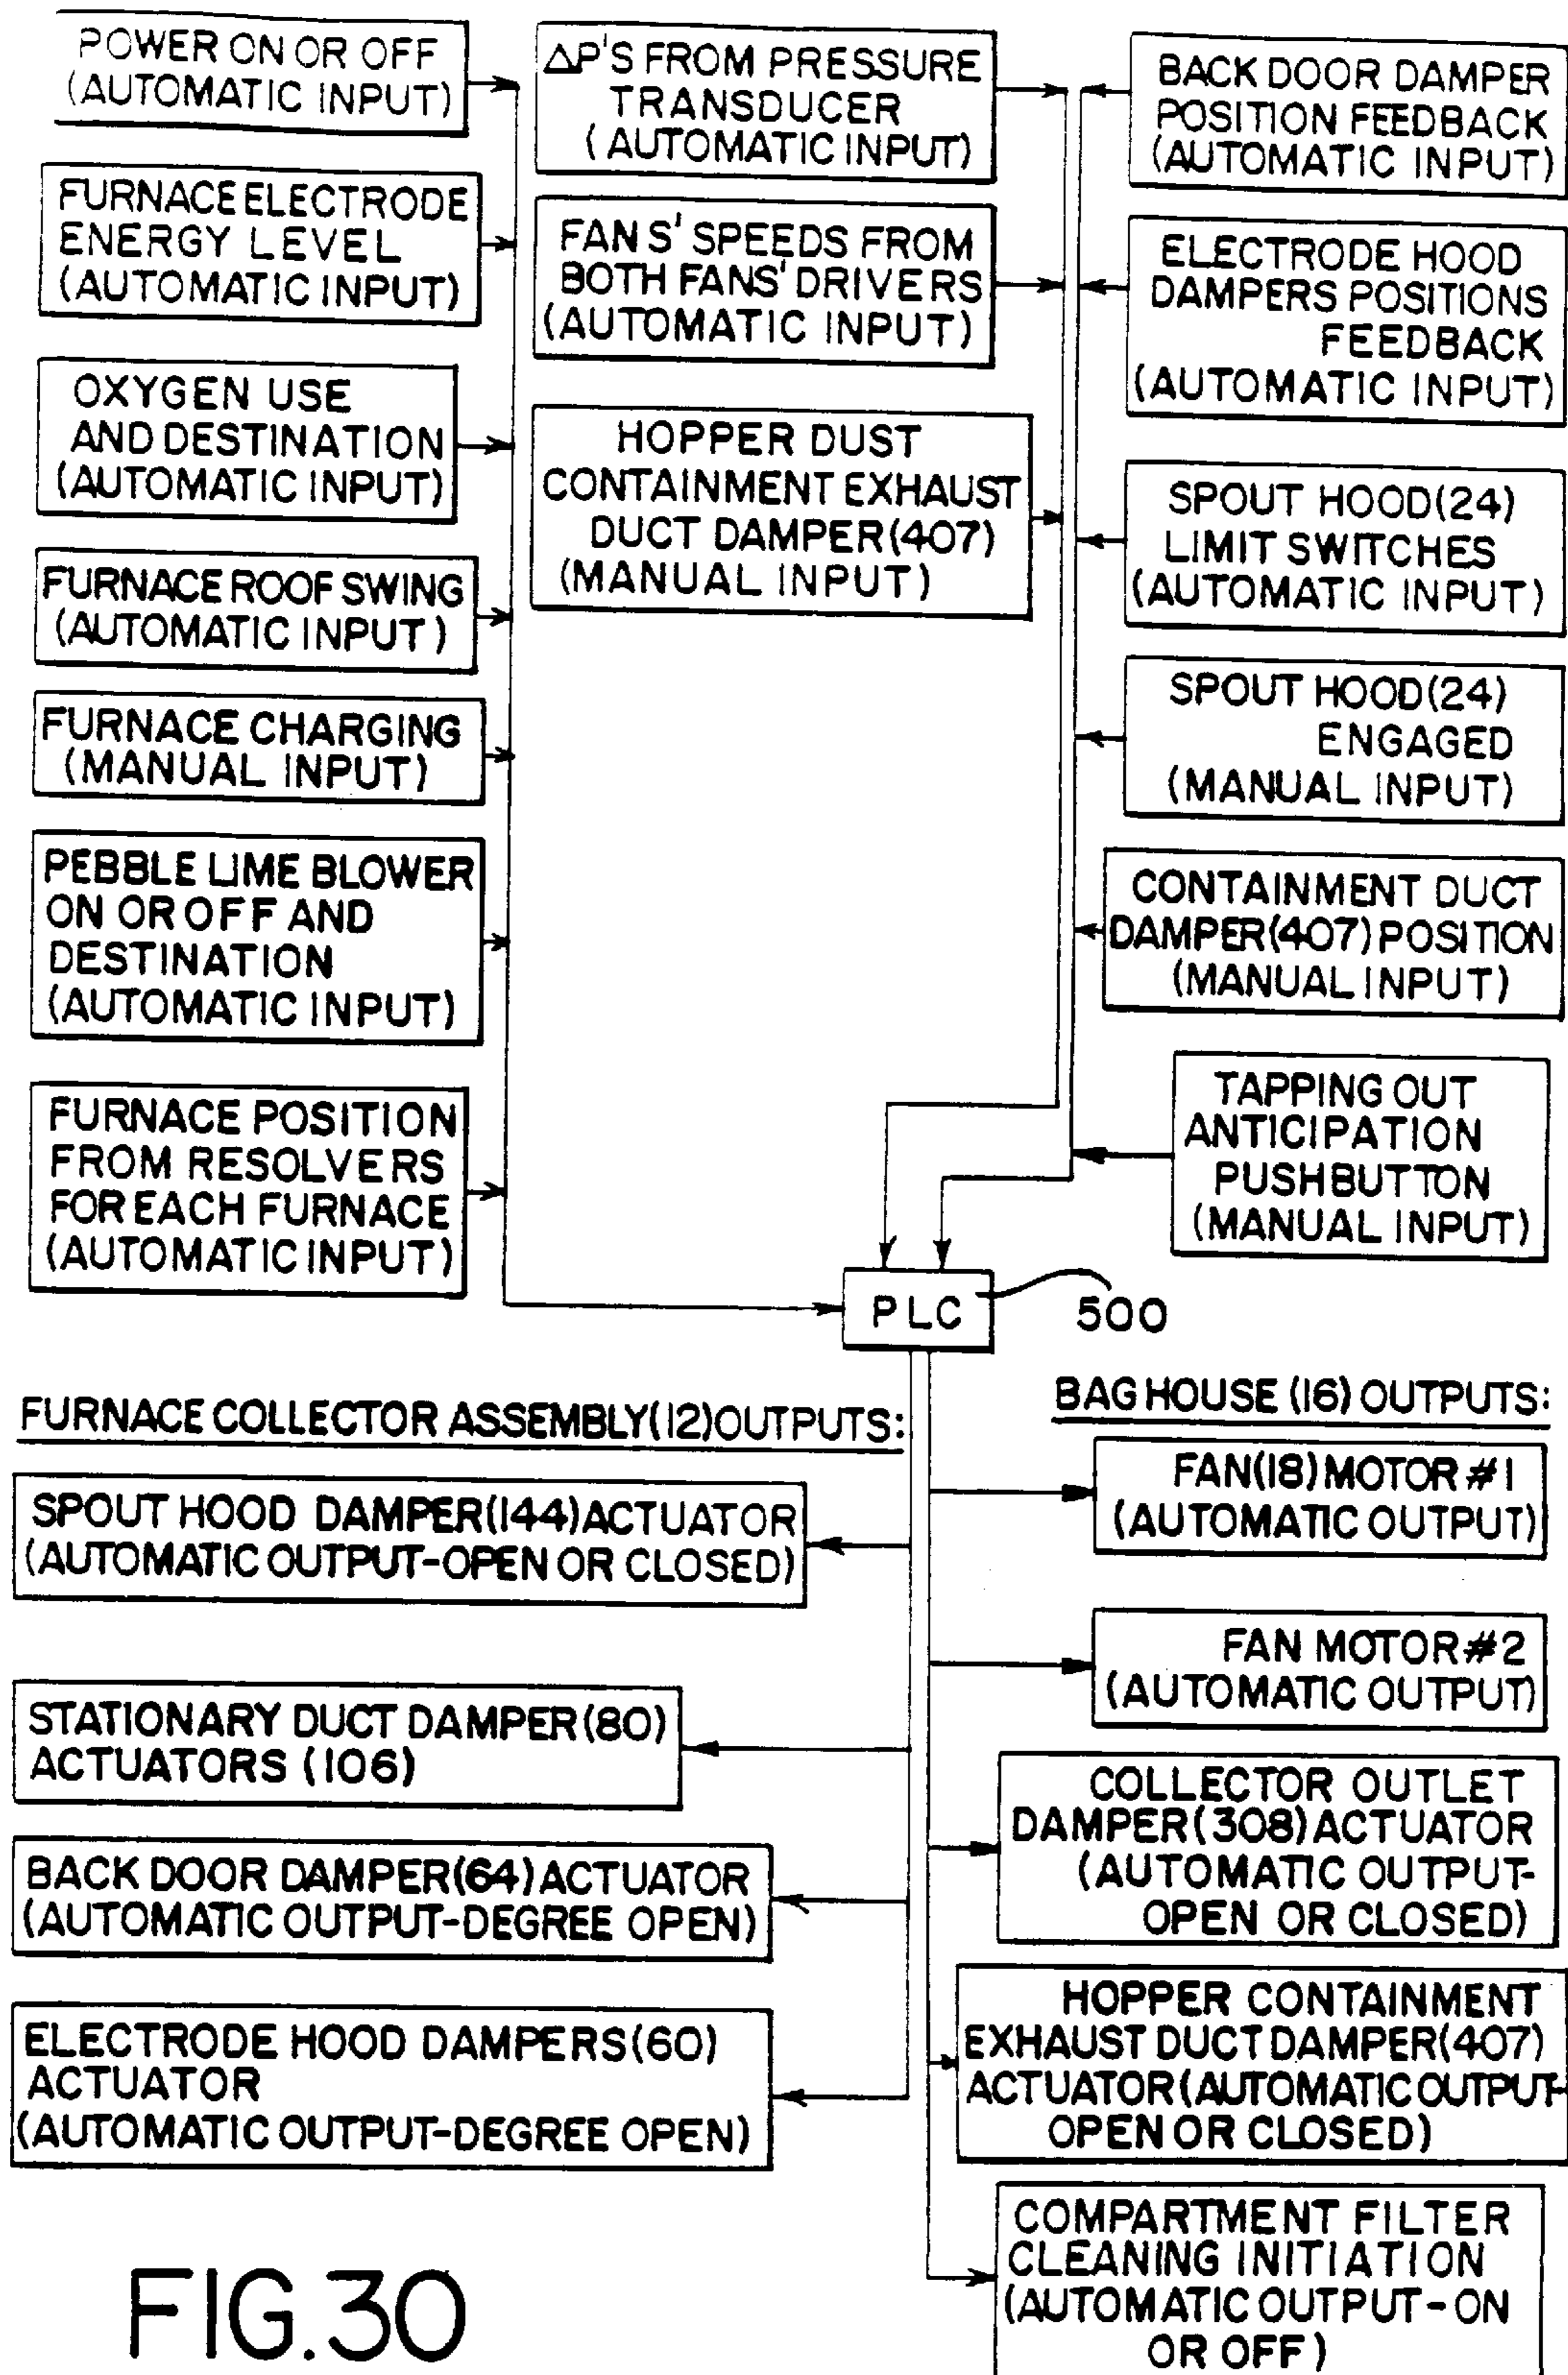 POWER ON OR OFF
(AUTOMATIC INPUT)
FURNACE ELECTRODE
ENERGY LEVEL
(AUTOMATIC INPUT)
OXYGEN USE
AND DESTINATION
(AUTOMATIC INPUT)
FURNACE ROOF SWING
(AUTOMATIC INPUT)
FURNACE CHARGING
(MANUAL INPUT)
PEBBLE LIME BLOWER
ON OR OFF AND
DESTINATION
(AUTOMATIC INPUT)
FURNACE POSITION
FROM RESOLVERS
FOR EACH FURNACE
(AUTOMATIC INPUT)
ΔP'S FROM PRESSURE
TRANSDUCER
(AUTOMATIC INPUT)
FANS' SPEEDS FROM
BOTH FANS' DRIVERS
(AUTOMATIC INPUT)
HOPPER DUST
CONTAINMENT EXHAUST
DUCT DAMPER(407)
(MANUAL INPUT)
BACK DOOR DAMPER
POSITION FEEDBACK
(AUTOMATIC INPUT)
ELECTRODE HOOD
DAMPERS POSITIONS
FEEDBACK
(AUTOMATIC INPUT)
SPOUT HOOD(24)
LIMIT SWITCHES
(AUTOMATIC INPUT)
SPOUT HOOD(24)
ENGAGED
(MANUAL INPUT)
CONTAINMENT DUCT
DAMPER(407) POSITION
(MANUAL INPUT)
TAPPING OUT
ANTICIPATION
PUSHBUTTON
(MANUAL INPUT)
PLC
500
FURNACE COLLECTOR ASSEMBLY(12)OUTPUTS:
SPOUT HOOD DAMPER(144)ACTUATOR
(AUTOMATIC OUTPUT-OPEN OR CLOSED)
STATIONARY DUCT DAMPER(80)
ACTUATORS (106)
BACK DOOR DAMPER(64)ACTUATOR
(AUTOMATIC OUTPUT-DEGREE OPEN)
ELECTRODE HOOD DAMPERS(60)
ACTUATOR
(AUTOMATIC OUTPUT-DEGREE OPEN)
BAG HOUSE (16) OUTPUTS:
FAN(18)MOTOR #1
(AUTOMATIC OUTPUT)
FAN MOTOR #2
(AUTOMATIC OUTPUT)
COLLECTOR OUTLET
DAMPER(308)ACTUATOR
(AUTOMATIC OUTPUT-
OPEN OR CLOSED)
HOPPER CONTAINMENT
EXHAUST DUCT DAMPER(407)
ACTUATOR(AUTOMATIC OUTPUT-
OPEN OR CLOSED)
COMPARTMENT FILTER
CLEANING INITIATION
(AUTOMATIC OUTPUT-ON
OR OFF)
FIG.30